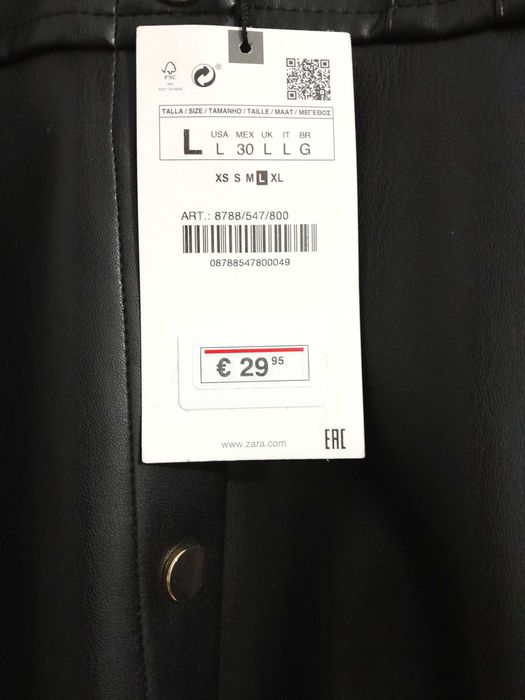 FSC
®
TALLA / SIZE / TAMANHO / TAILLE / MAAT / ΜΕΓΕΘΟΣ
L
USA MEX UK IT BR
L 30 L L G
XS S M L XL
ART.: 8788/547/800
08788547800049
€ 29 95
www.zara.com
EAC